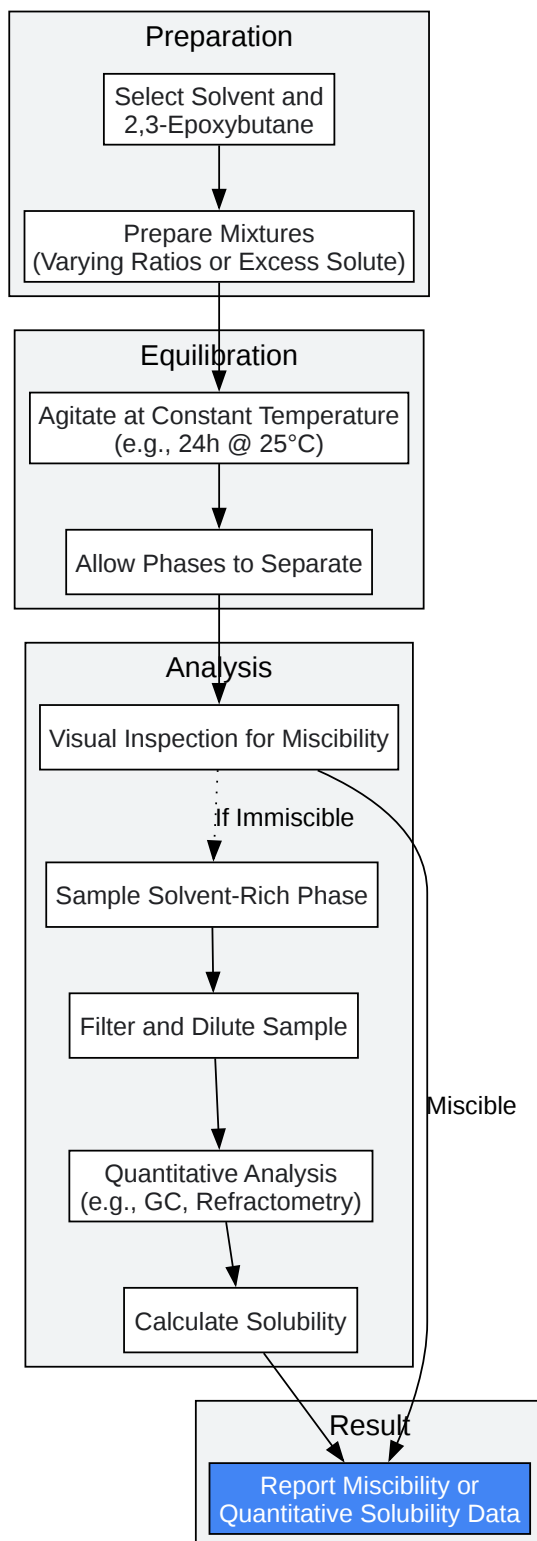 Preparation
Select Solvent and
2,3-Epoxybutane
Prepare Mixtures
(Varying Ratios or Excess Solute)
Equilibration
Agitate at Constant Temperature
(e.g., 24h @ 25°C)
Allow Phases to Separate
Analysis
Visual Inspection for Miscibility
If Immiscible
Sample Solvent-Rich Phase
Filter and Dilute Sample
Miscible
Quantitative Analysis
(e.g., GC, Refractometry)
Calculate Solubility
Result
Report Miscibility or
Quantitative Solubility Data